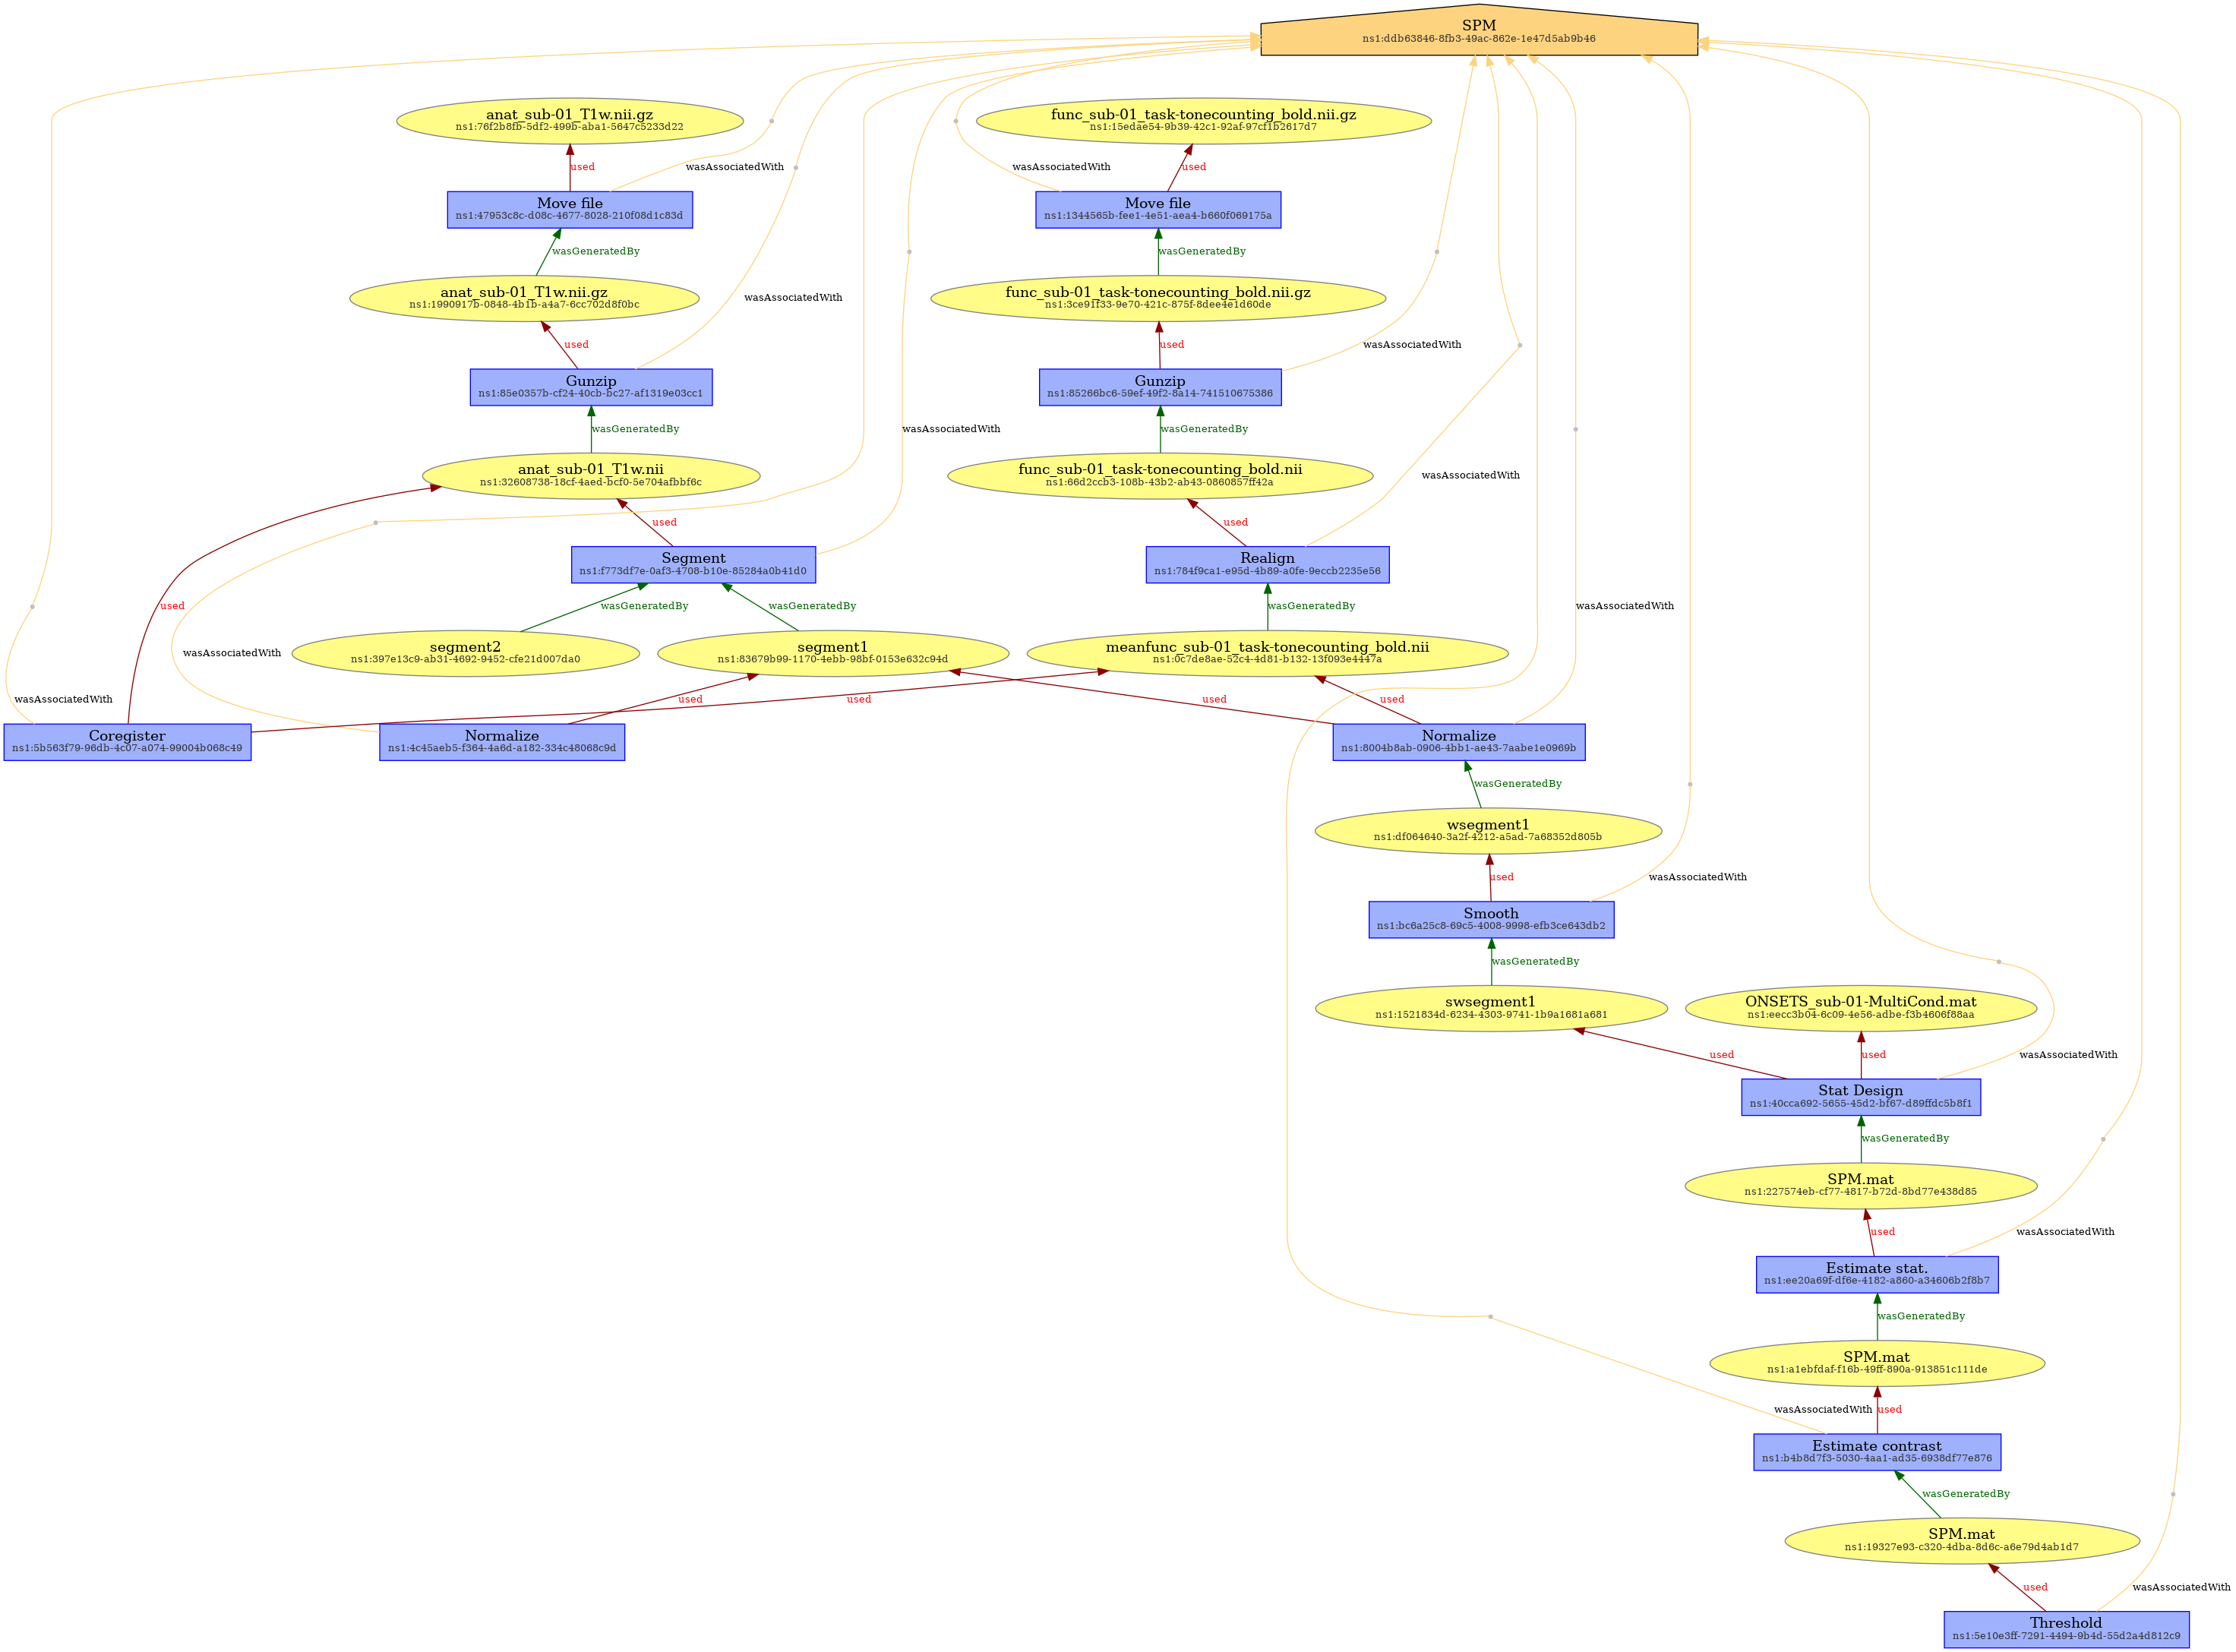 SPM
ns1:ddb63846-8fb3-49ac-862e-1e47d5ab9b46
anat_sub-01_T1w.nii.gz
ns1:76f2b8fb-5df2-499b-aba1-5647c5233d22
func_sub-01_task-tonecounting_bold.nii.gz
ns1:15edae54-9b39-42c1-92af-97cf1b2617d7
used
wasAssociatedWith
wasAssociatedWith
used
Move file
ns1:47953c8c-d08c-4677-8028-210f08d1c83d
Move file
ns1:1344565b-fee1-4e51-aea4-b660f069175a
wasGeneratedBy
wasGeneratedBy
anat_sub-01_T1w.nii.gz
ns1:1990917b-0848-4b1b-a4a7-6cc702d8f0bc
wasAssociatedWith
func_sub-01_task-tonecounting_bold.nii.gz
ns1:3ce91f33-9e70-421c-875f-8dee4e1d60de
used
used
wasAssociatedWith
Gunzip
ns1:85e0357b-cf24-40cb-bc27-af1319e03cc1
Gunzip
ns1:85266bc6-59ef-49f2-8a14-741510675386
wasGeneratedBy
wasAssociatedWith
wasGeneratedBy
anat_sub-01_T1w.nii
ns1:32608738-18cf-4aed-bcf0-5e704afbbf6c
func_sub-01_task-tonecounting_bold.nii
ns1:66d2ccb3-108b-43b2-ab43-0860857ff42a
wasAssociatedWith
used
used
Segment
ns1:f773df7e-0af3-4708-b10e-85284a0b41d0
Realign
ns1:784f9ca1-e95d-4b89-a0fe-9eccb2235e56
used
wasGeneratedBy
wasGeneratedBy
wasGeneratedBy
wasAssociatedWith
wasAssociatedWith
segment2
ns1:397e13c9-ab31-4692-9452-cfe21d007da0
segment1
ns1:83679b99-1170-4ebb-98bf-0153e632c94d
meanfunc_sub-01_task-tonecounting_bold.nii
ns1:0c7de8ae-52c4-4d81-b132-13f093e4447a
wasAssociatedWith
used
used
used
used
Coregister
ns1:5b563f79-96db-4c07-a074-99004b068c49
Normalize
ns1:4c45aeb5-f364-4a6d-a182-334c48068c9d
Normalize
ns1:8004b8ab-0906-4bb1-ae43-7aabe1e0969b
wasGeneratedBy
wsegment1
ns1:df064640-3a2f-4212-a5ad-7a68352d805b
used
wasAssociatedWith
Smooth
ns1:bc6a25c8-69c5-4008-9998-efb3ce643db2
wasGeneratedBy
swsegment1
ns1:1521834d-6234-4303-9741-1b9a1681a681
ONSETS_sub-01-MultiCond.mat
ns1:eecc3b04-6c09-4e56-adbe-f3b4606f88aa
used
used
wasAssociatedWith
Stat Design
ns1:40cca692-5655-45d2-bf67-d89ffdc5b8f1
wasGeneratedBy
SPM.mat
ns1:227574eb-cf77-4817-b72d-8bd77e438d85
used
wasAssociatedWith
Estimate stat.
ns1:ee20a69f-df6e-4182-a860-a34606b2f8b7
wasGeneratedBy
SPM.mat
ns1:a1ebfdaf-f16b-49ff-890a-913851c111de
wasAssociatedWith
used
Estimate contrast
ns1:b4b8d7f3-5030-4aa1-ad35-6938df77e876
wasGeneratedBy
SPM.mat
ns1:19327e93-c320-4dba-8d6c-a6e79d4ab1d7
used
wasAssociatedWith
Threshold
ns1:5e10e3ff-7291-4494-9b4d-55d2a4d812c9